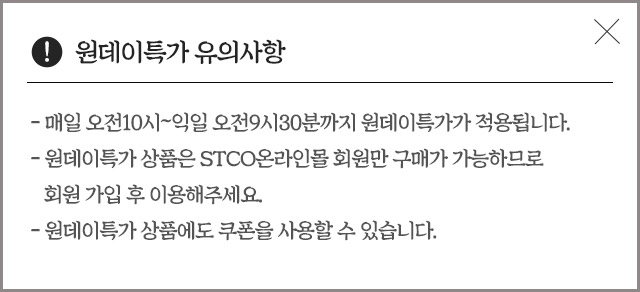 원데이특가 유의사항
- 매일 오전10시~익일 오전9시30분까지 원데이특가가 적용됩니다.
- 원데이특가 상품은 STCO온라인몰 회원만 구매가 가능하므로
회원 가입 후 이용해주세요.
- 원데이특가 상품에도 쿠폰을 사용할 수 있습니다.